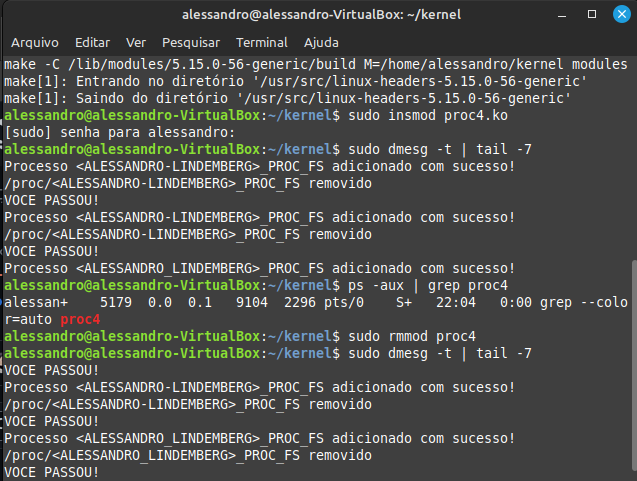 alessandro@alessandro-VirtualBox: ~/kernel
Arquivo Editar Ver Pesquisar Terminal Ajuda
make -C /lib/modules/5.15.0-56-generic/build M=/home/alessandro/kernel modules
make[1]: Entrando no diretório '/usr/src/linux-headers-5.15.0-56-generic'
make[1]: Saindo do diretório '/usr/src/linux-headers-5.15.0-56-generic'
alessandro@alessandro-VirtualBox:~/kernel$ sudo insmod proc4.ko
[sudo] senha para alessandro:
alessandro@alessandro-VirtualBox:~/kernel$ sudo dmesg -t | tail -7
Processo <ALESSANDRO-LINDEMBERG>_PROC_FS adicionado com sucesso!
/proc/<ALESSANDRO-LINDEMBERG>_PROC_FS removido
VOCE PASSOU!
Processo <ALESSANDRO-LINDEMBERG>_PROC_FS adicionado com sucesso!
/proc/<ALESSANDRO-LINDEMBERG>_PROC_FS removido
VOCE PASSOU!
Processo <ALESSANDRO_LINDEMBERG>_PROC_FS adicionado com sucesso!
alessandro@alessandro-VirtualBox:~/kernel$ ps -aux | grep proc4
alessan+    5179  0.0  0.1   9104  2296 pts/0    S+   22:04   0:00 grep --colo
r=auto proc4
alessandro@alessandro-VirtualBox:~/kernel$ sudo rmmod proc4
alessandro@alessandro-VirtualBox:~/kernel$ sudo dmesg -t | tail -7
VOCE PASSOU!
Processo <ALESSANDRO-LINDEMBERG>_PROC_FS adicionado com sucesso!
/proc/<ALESSANDRO-LINDEMBERG>_PROC_FS removido
VOCE PASSOU!
Processo <ALESSANDRO_LINDEMBERG>_PROC_FS adicionado com sucesso!
/proc/<ALESSANDRO_LINDEMBERG>_PROC_FS removido
VOCE PASSOU!